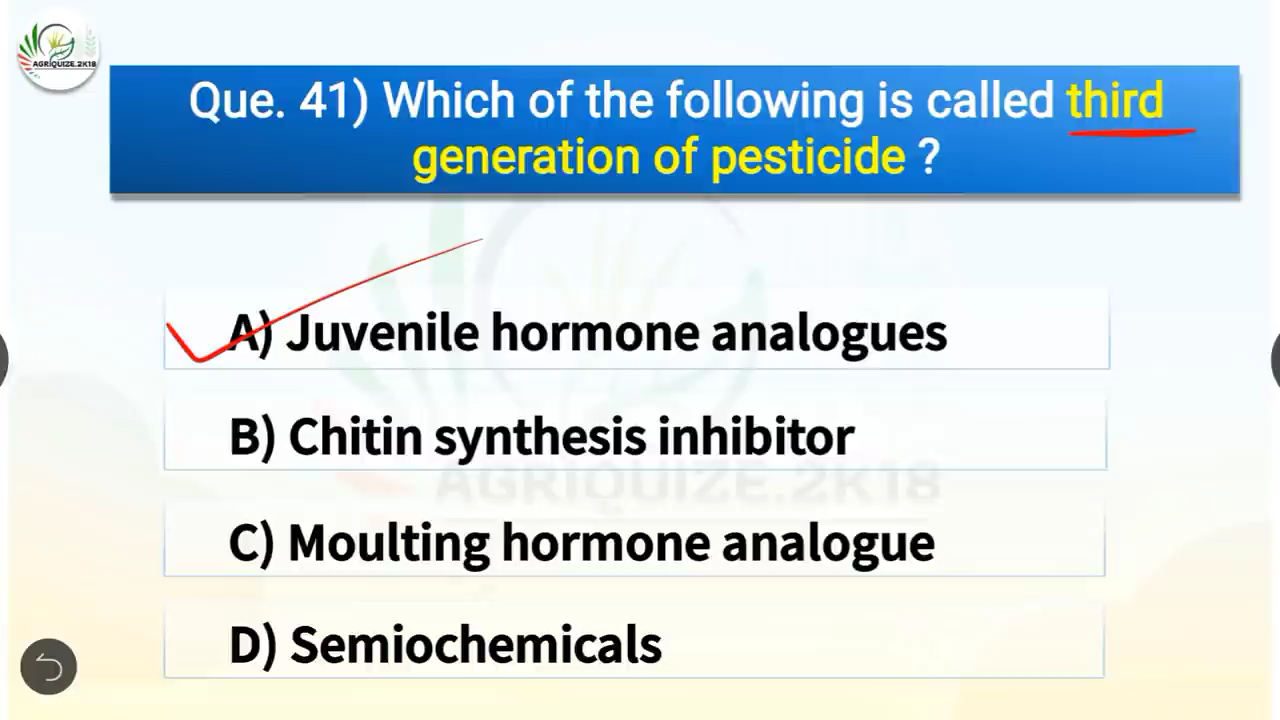 AGRIQUIZE.2K18
Que. 41) Which of the following is called third
generation of pesticide ?
A) Juvenile hormone analogues
B) Chitin synthesis inhibitor
AGRIQUIZE.2K18
C) Moulting hormone analogue
D) Semiochemicals